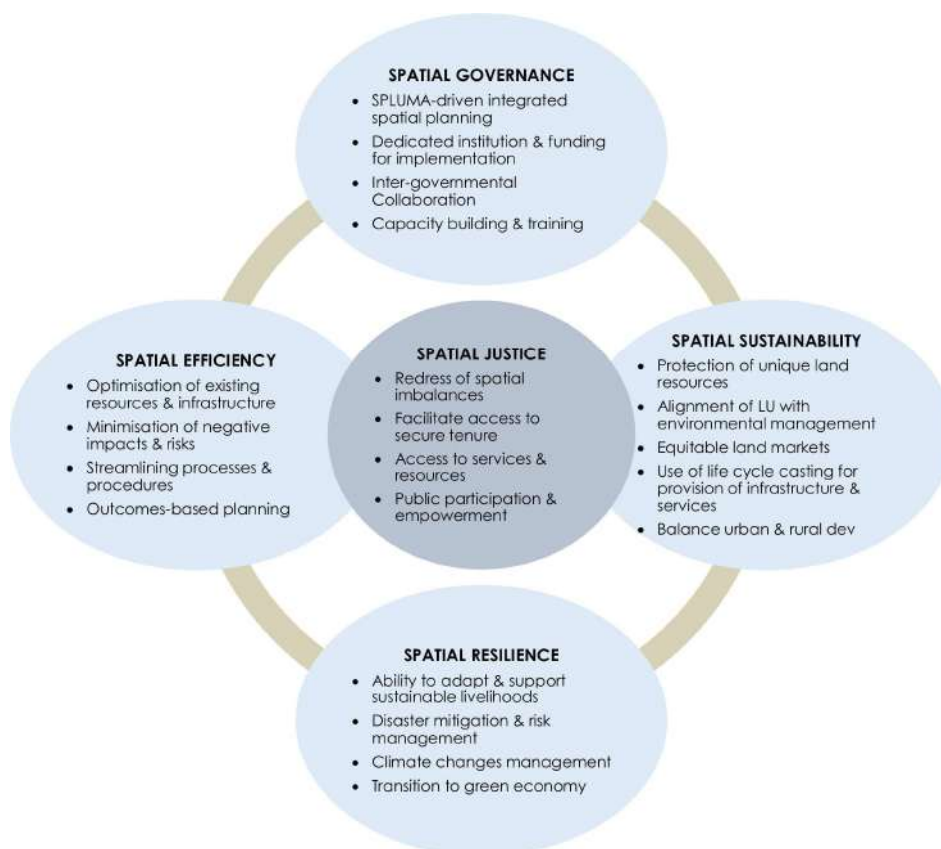 SPATIAL GOVERNANCE
• SPLUMA-driven integrated
spatial planning
• Dedicated institution & funding
for implementation
• Inter-governmental
Collaboration
• Capacity building & training
SPATIAL EFFICIENCY
• Optimisation of existing
resources & infrastructure
• Minimisation of negative
impacts & risks
• Streamlining processes &
procedures
• Outcomes-based planning
SPATIAL JUSTICE
• Redress of spatial
imbalances
• Facilitate access to
secure tenure
• Access to services &
resources
• Public participation &
empowerment
SPATIAL SUSTAINABILITY
• Protection of unique land
resources
• Alignment of LU with
environmental management
• Equitable land markets
• Use of life cycle casting for
provision of infrastructure &
services
• Balance urban & rural dev
SPATIAL RESILIENCE
• Ability to adapt & support
sustainable livelihoods
• Disaster mitigation & risk
management
• Climate changes management
• Transition to green economy